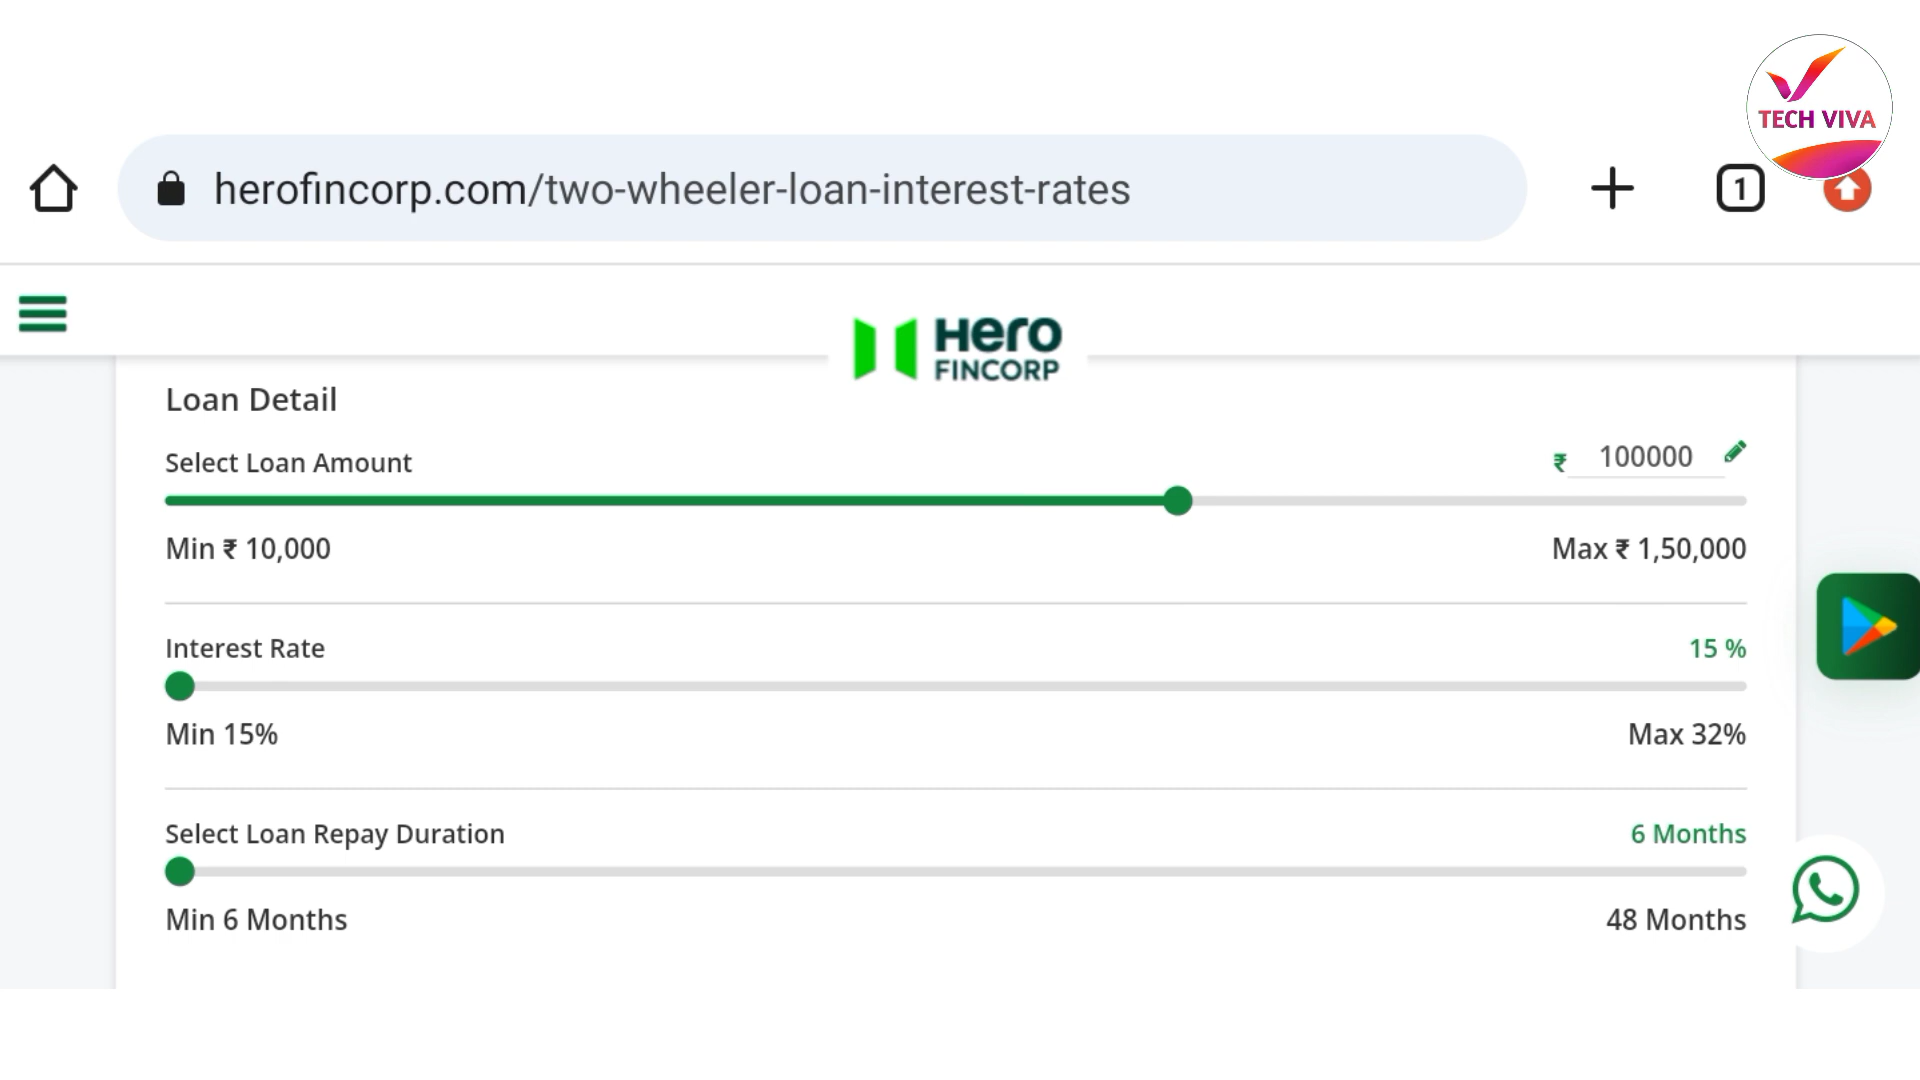 TECH VIVA
herofincorp.com/two-wheeler-loan-interest-rates
1
Hero
FINCORP
Loan Detail
Select Loan Amount
₹ 100000
Min ₹ 10,000
Max ₹ 1,50,000
Interest Rate
15 %
Min 15%
Max 32%
Select Loan Repay Duration
6 Months
Min 6 Months
48 Months